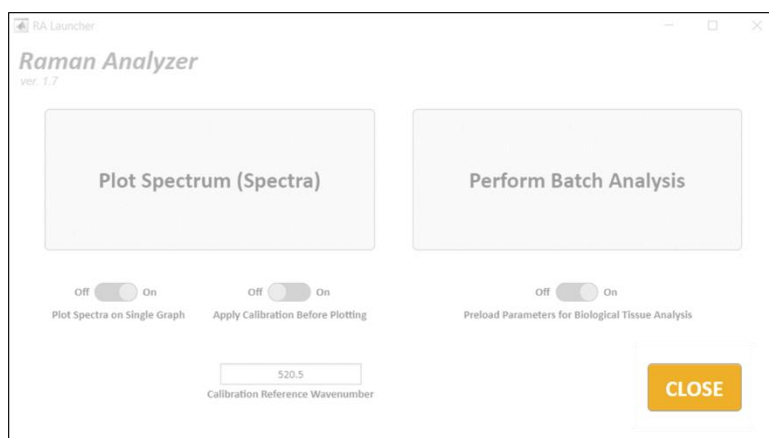 RA Launcher
Raman Analyzer
ver: 1.7
Plot Spectrum (Spectra)
Perform Batch Analysis
Off On
Plot Spectra on Single Graph
Off On
Apply Calibration Before Plotting
Off On
Preload Parameters for Biological Tissue Analysis
520.5
Calibration Reference Wavenumber
CLOSE